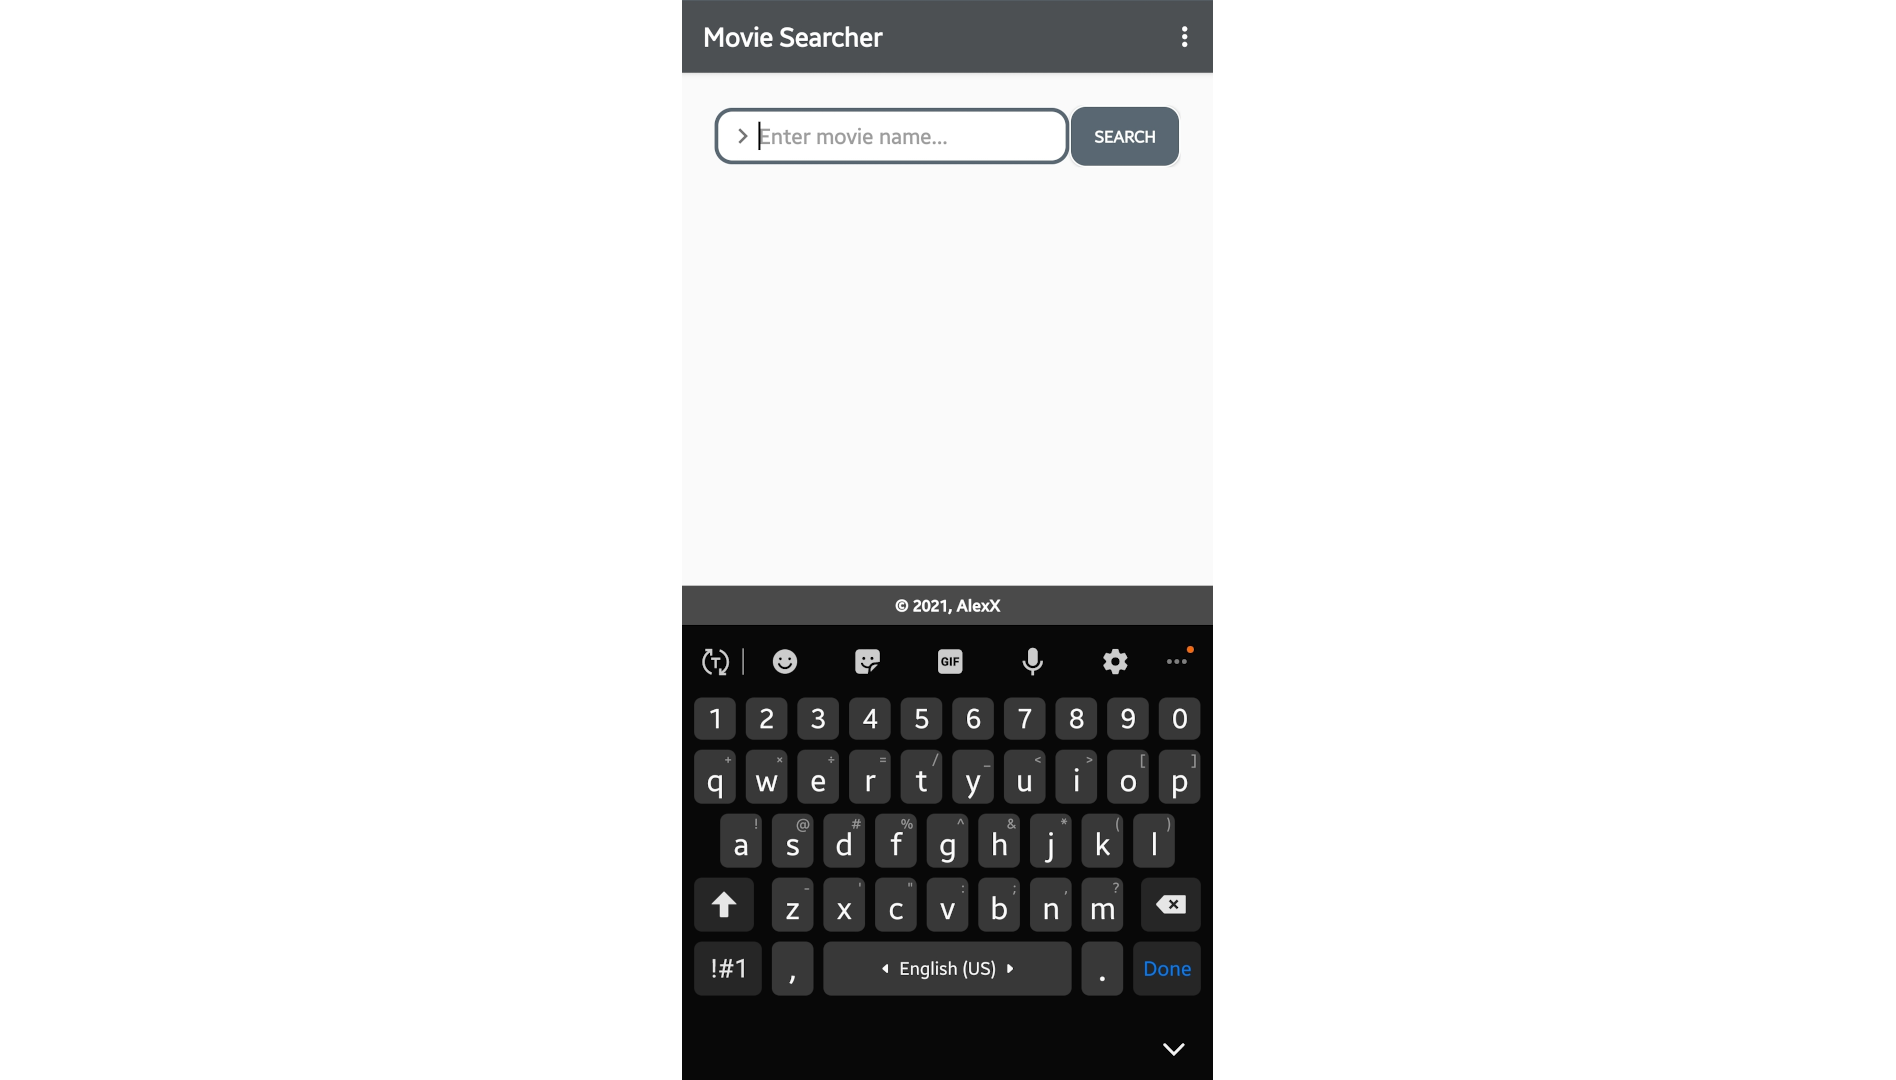 Movie Searcher
Enter movie name...
SEARCH
© 2021, AlexX
T
GIF
1 2 3 4 5 6 7 8 9 0
+ × ÷ = / _ < > [ ]
q w e r t y u i o p
! @ # % ^ & * ( )
a s d f g h j k l
- ' " : ; , ?
z x c v b n m
!#1 , English (US) . Done